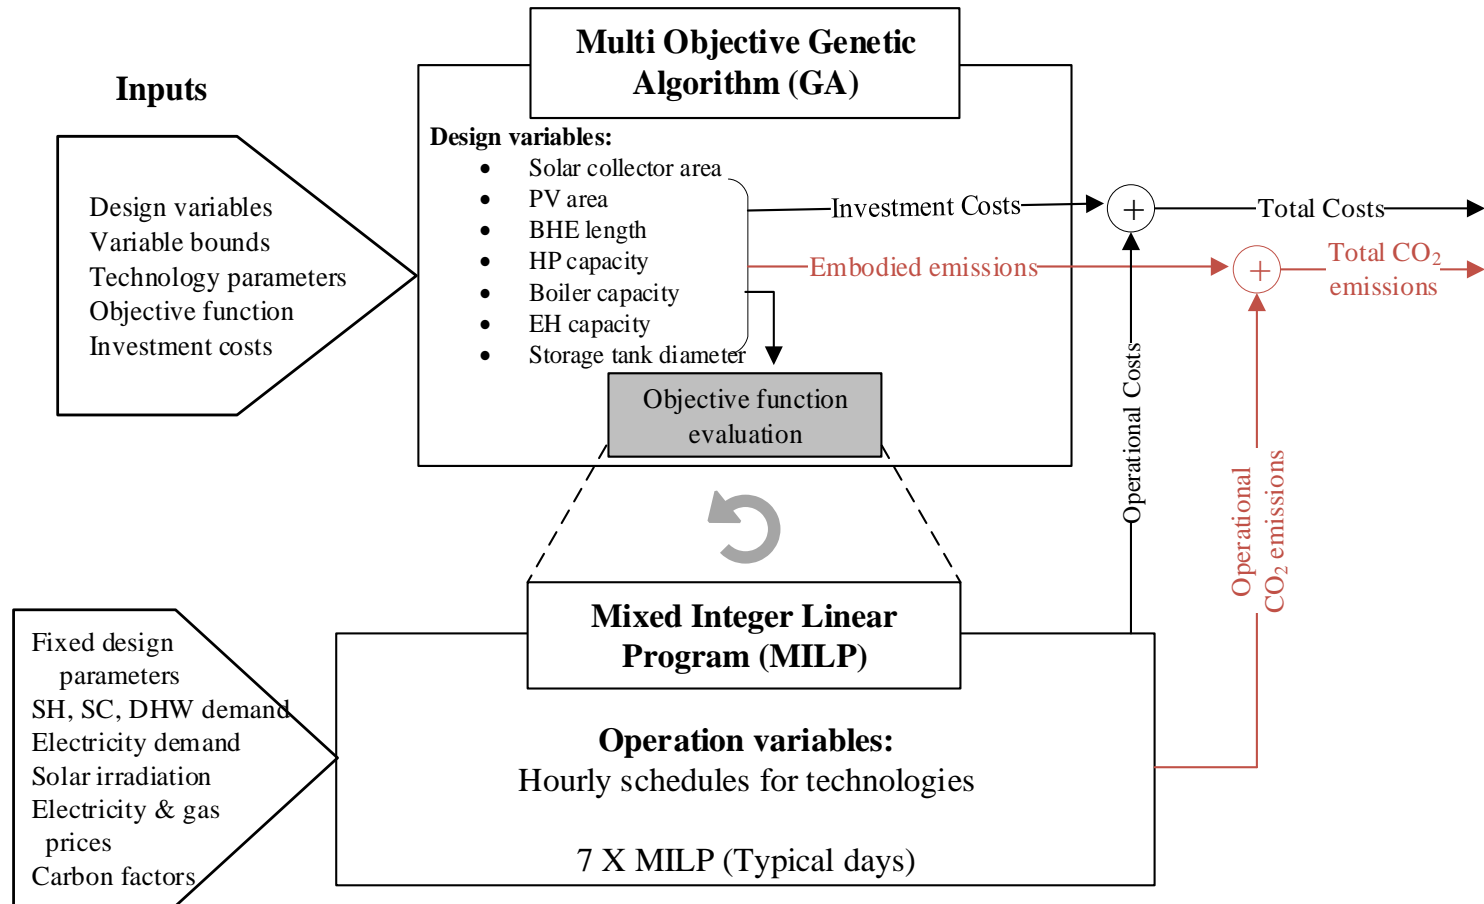 Multi Objective Genetic
Algorithm (GA)
Inputs
Design variables
Variable bounds
Technology parameters
Objective function
Investment costs
Design variables:
• Solar collector area
• PV area
• BHE length
• HP capacity
• Boiler capacity
• EH capacity
• Storage tank diameter
Objective function
evaluation
Investment Costs
+
Total Costs
Embodied emissions
+
Total CO₂
emissions
Operational Costs
Operational
CO₂ emissions
Mixed Integer Linear
Program (MILP)
Fixed design
parameters
SH, SC, DHW demand
Electricity demand
Solar irradiation
Electricity & gas
prices
Carbon factors
Operation variables:
Hourly schedules for technologies
7 X MILP (Typical days)